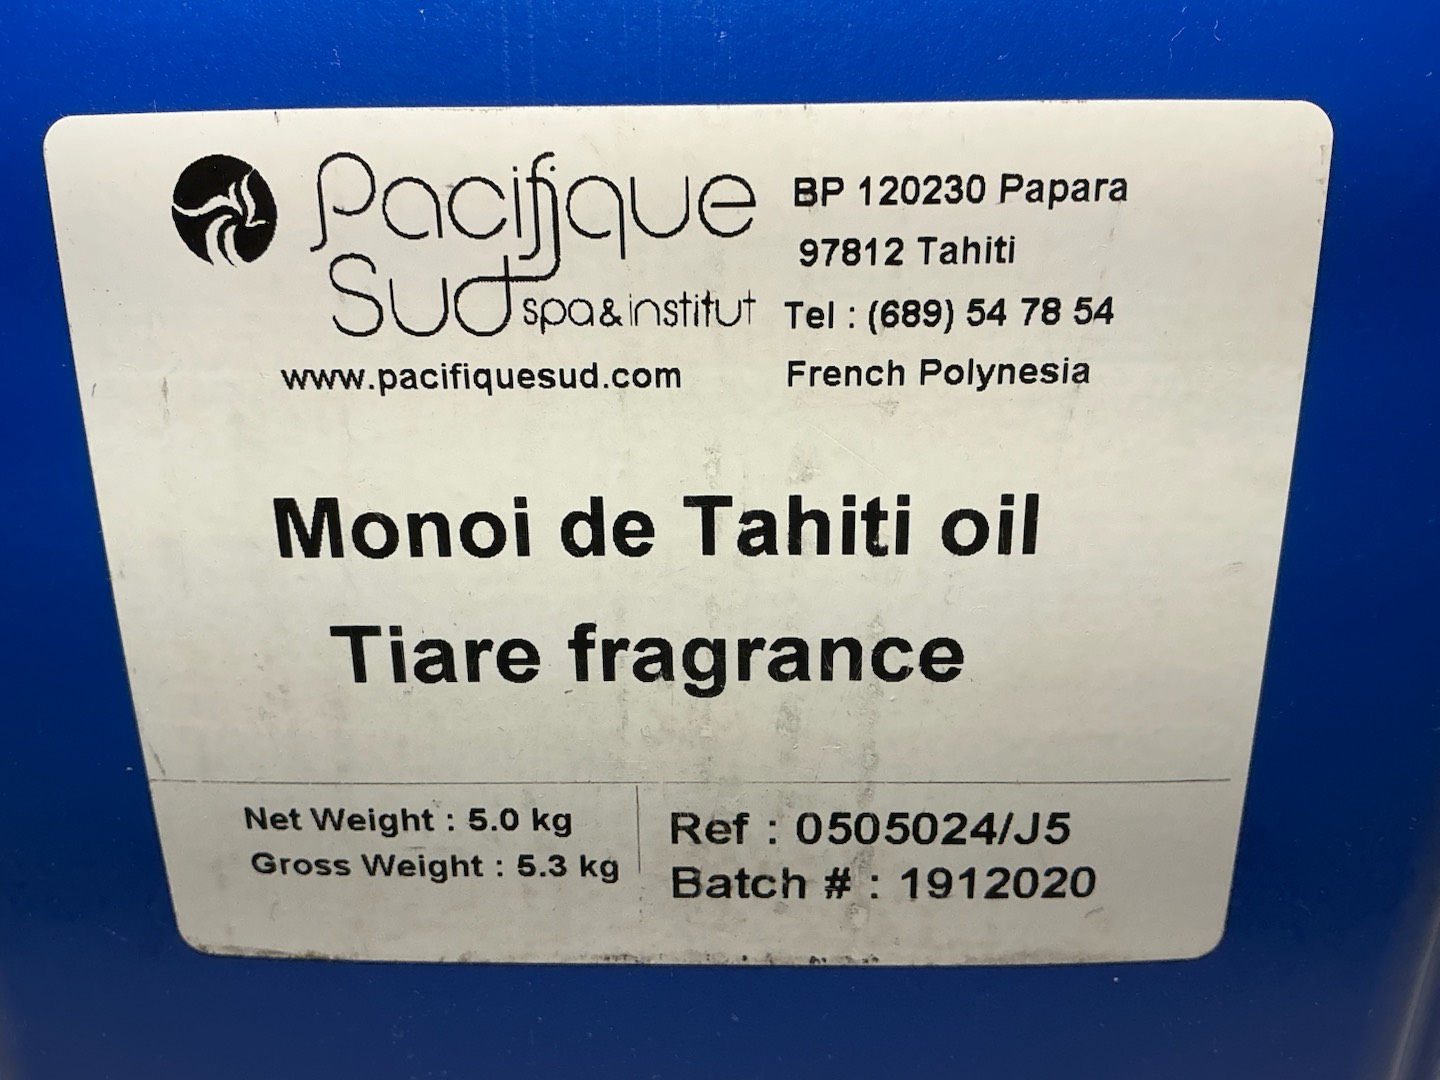 Pacifique
Sud spa & institut
www.pacifiquesud.com
BP 120230 Papara
97812 Tahiti
Tel : (689) 54 78 54
French Polynesia
Monoi de Tahiti oil
Tiare fragrance
Net Weight : 5.0 kg
Gross Weight : 5.3 kg
Ref : 0505024/J5
Batch # : 1912020